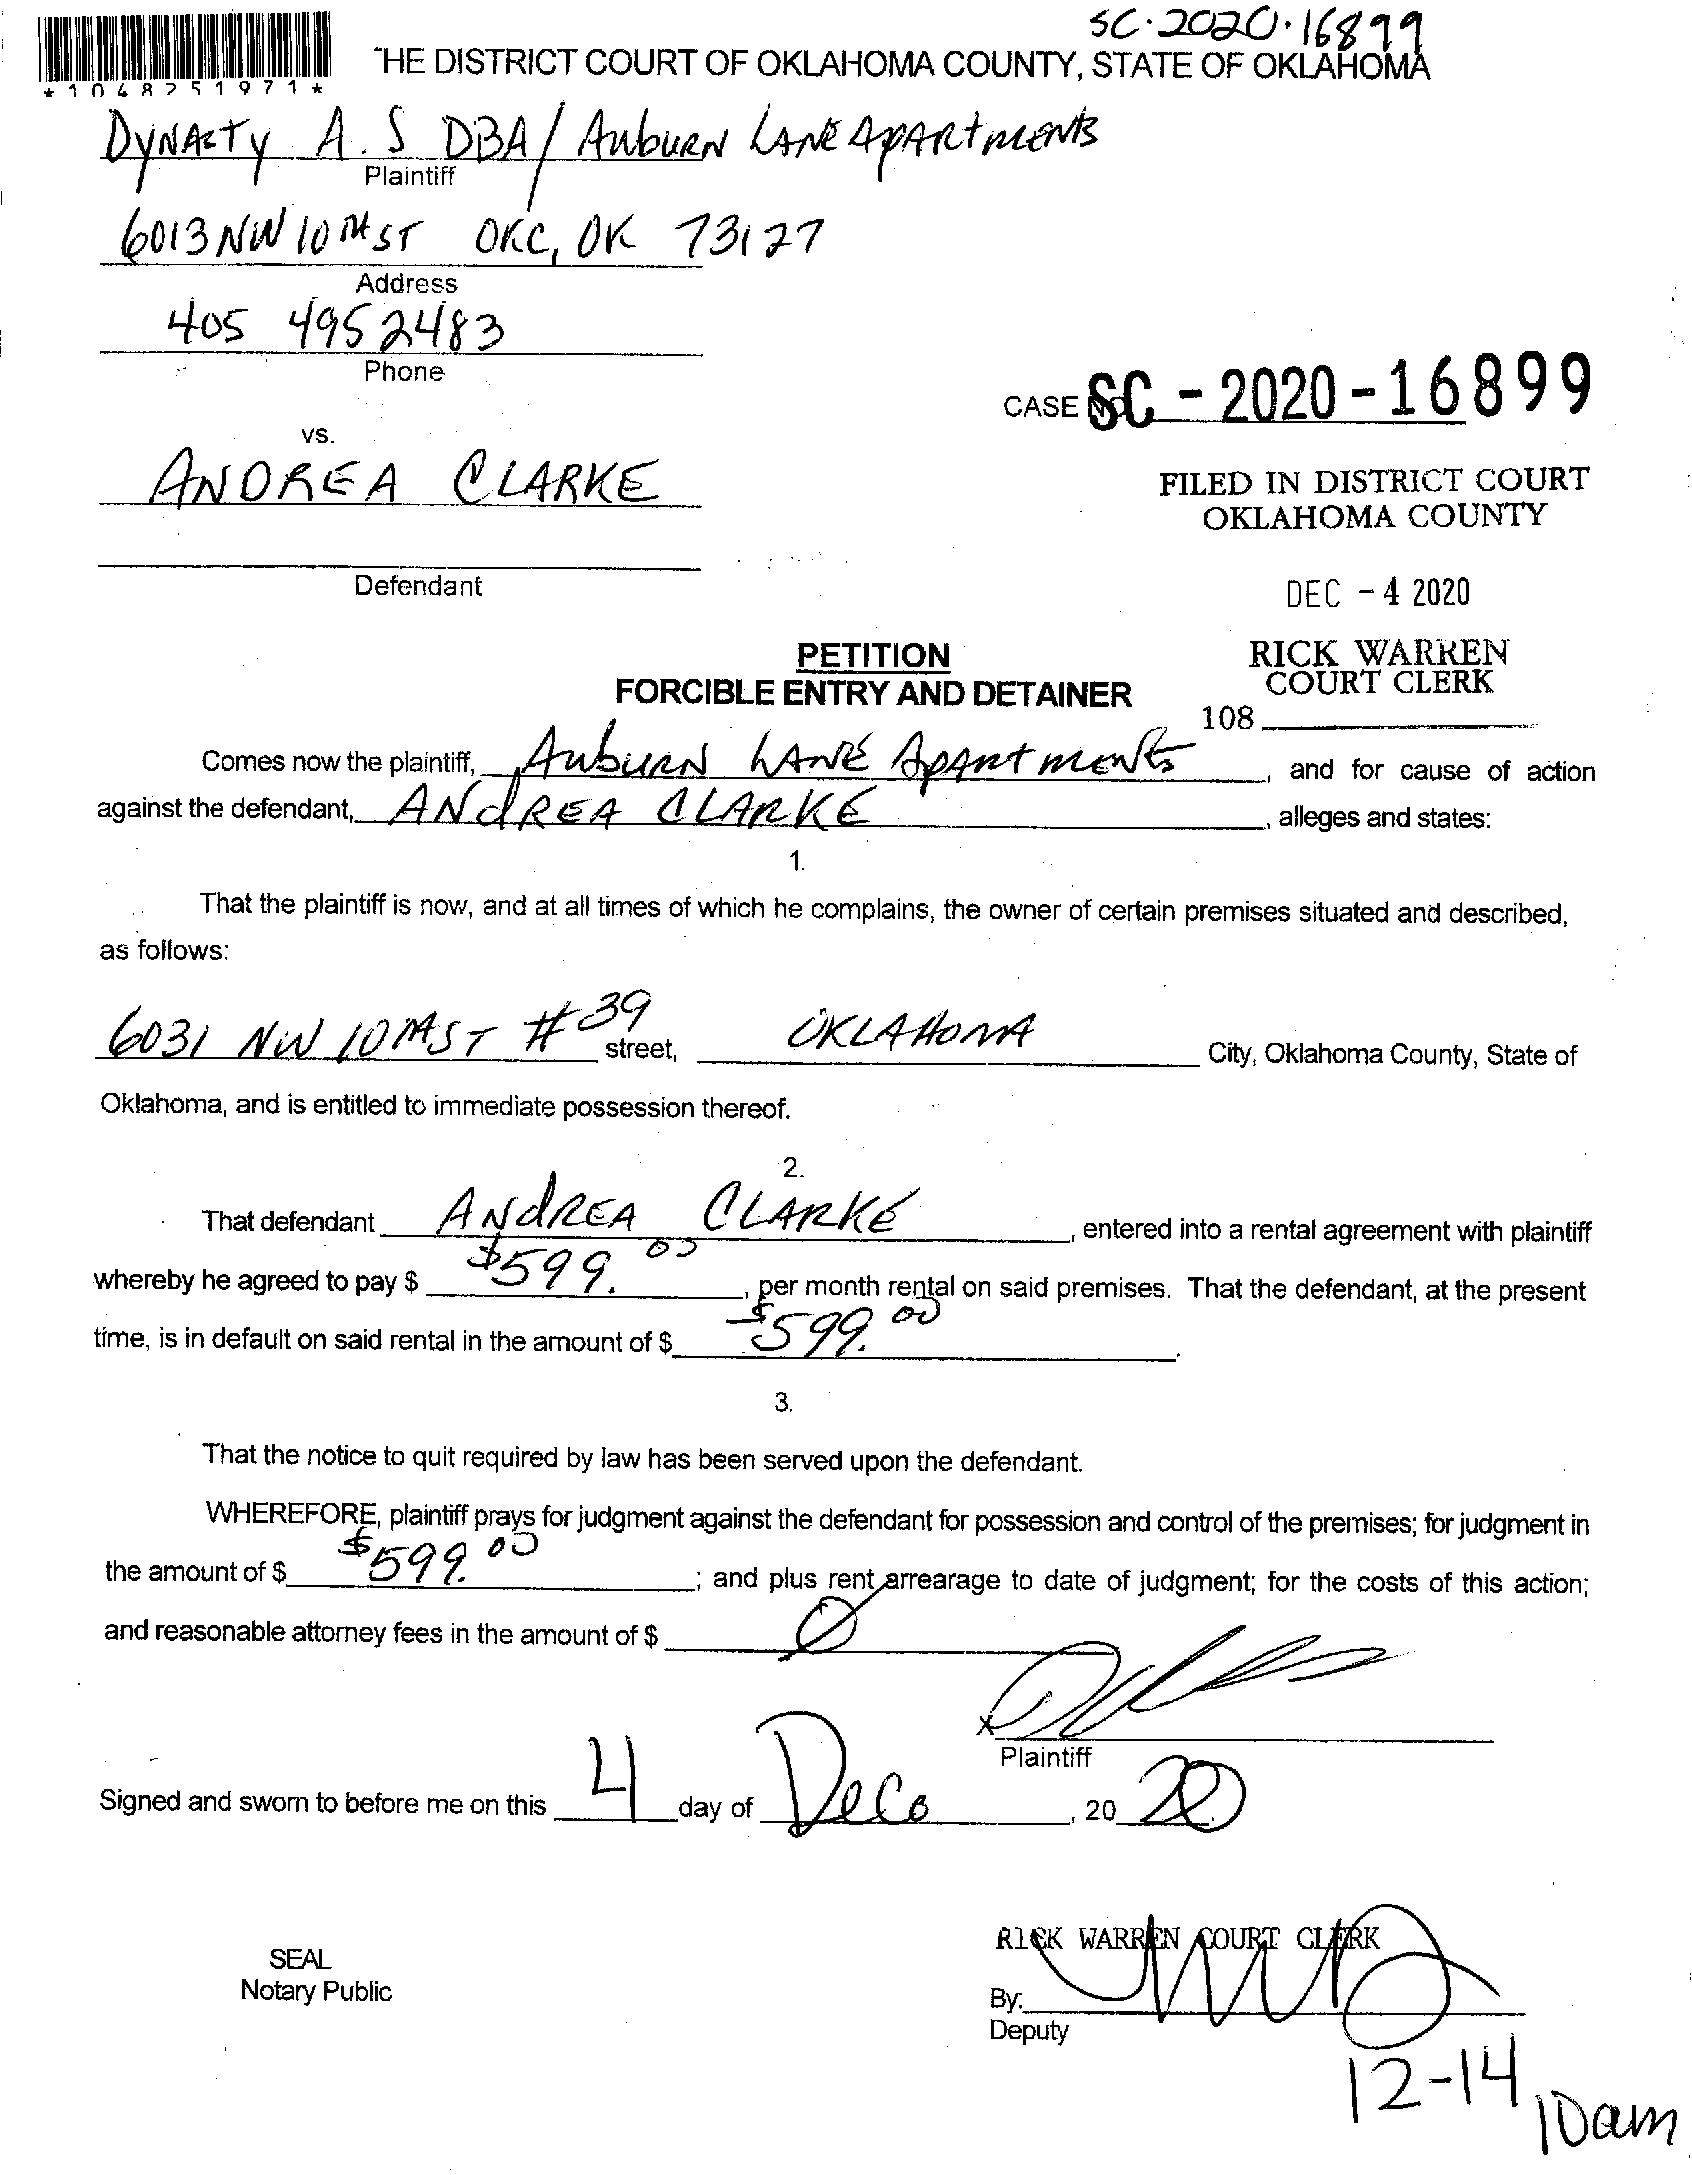 SC-2020-16899
THE DISTRICT COURT OF OKLAHOMA COUNTY, STATE OF OKLAHOMA
*1048251971*
DYNASTY A.S DBA/ AubuRN LANE APARtMENtS
Plaintiff
6013 NW 10th ST OKC, OK 73127
Address
405 4952483
Phone
CASE NO. SC - 2020 - 16899
vs.
ANDREA CLARKE
FILED IN DISTRICT COURT
OKLAHOMA COUNTY
Defendant
DEC - 4 2020
PETITION
RICK WARREN
FORCIBLE ENTRY AND DETAINER
COURT CLERK
108
Comes now the plaintiff, AubuRN LANE APARtMENtS, and for cause of action
against the defendant, ANdREA CLARKE, alleges and states:
1.
That the plaintiff is now, and at all times of which he complains, the owner of certain premises situated and described,
as follows:
6031 NW 10th ST #39 street, OKLAHOMA City, Oklahoma County, State of
Oklahoma, and is entitled to immediate possession thereof.
2.
That defendant ANdREA CLARKE, entered into a rental agreement with plaintiff
whereby he agreed to pay $ $599.00, per month rental on said premises. That the defendant, at the present
time, is in default on said rental in the amount of $ $599.00.
3.
That the notice to quit required by law has been served upon the defendant.
WHEREFORE, plaintiff prays for judgment against the defendant for possession and control of the premises; for judgment in
the amount of $ $599.00; and plus rent arrearage to date of judgment; for the costs of this action;
and reasonable attorney fees in the amount of $ Ø
X
Plaintiff
Signed and sworn to before me on this 4 day of Dec, 20 20
RICK WARREN COURT CLERK
SEAL
Notary Public
By:
Deputy
12-14
10am